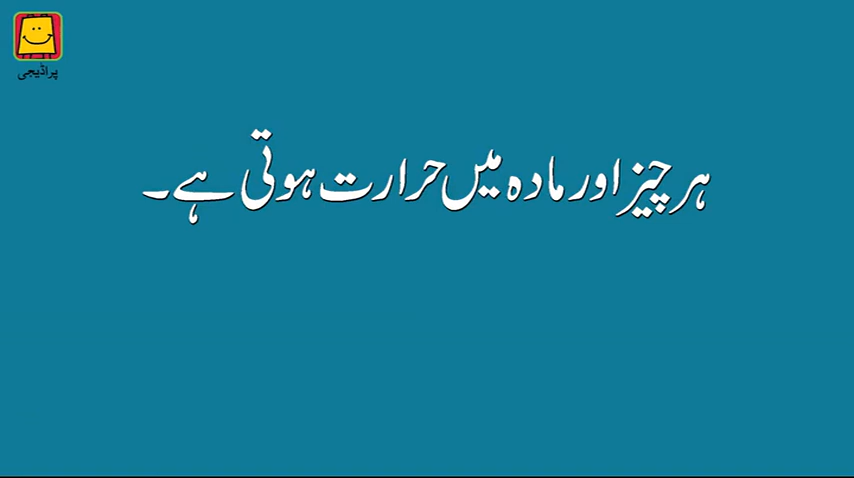 پراڈیجی
ہر چیز اور مادہ میں حرارت ہوتی ہے۔